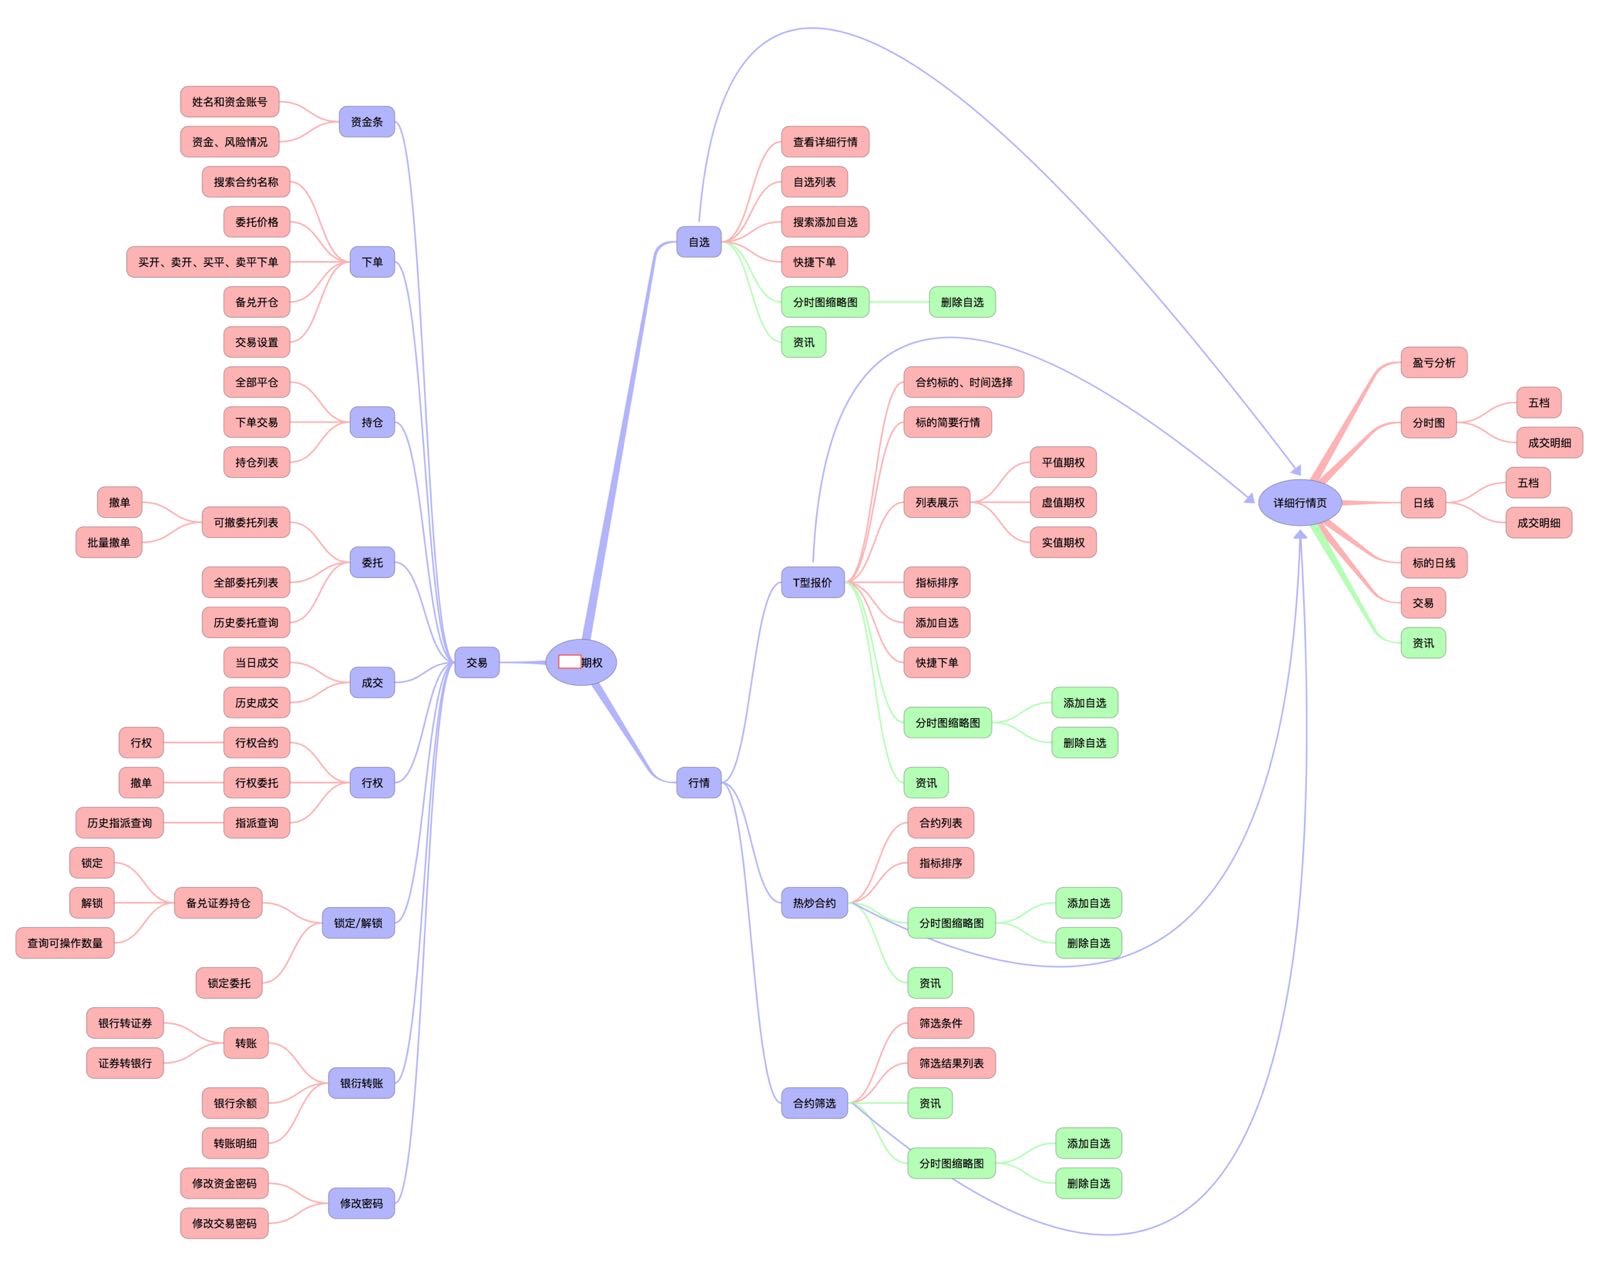 期权
交易
资金条
姓名和资金账号
资金、风险情况
下单
搜索合约名称
委托价格
买开、卖开、买平、卖平下单
备兑开仓
交易设置
持仓
全部平仓
下单交易
持仓列表
委托
可撤委托列表
撤单
批量撤单
全部委托列表
历史委托查询
成交
当日成交
历史成交
行权
行权合约
行权
行权委托
撤单
指派查询
历史指派查询
锁定/解锁
备兑证券持仓
锁定
解锁
查询可操作数量
锁定委托
银衍转账
转账
银行转证券
证券转银行
银行余额
转账明细
修改密码
修改资金密码
修改交易密码
自选
查看详细行情
自选列表
搜索添加自选
快捷下单
分时图缩略图
删除自选
资讯
行情
T型报价
合约标的、时间选择
标的简要行情
列表展示
平值期权
虚值期权
实值期权
指标排序
添加自选
快捷下单
分时图缩略图
添加自选
删除自选
资讯
热炒合约
合约列表
指标排序
分时图缩略图
添加自选
删除自选
资讯
合约筛选
筛选条件
筛选结果列表
资讯
分时图缩略图
添加自选
删除自选
详细行情页
盈亏分析
分时图
五档
成交明细
日线
五档
成交明细
标的日线
交易
资讯